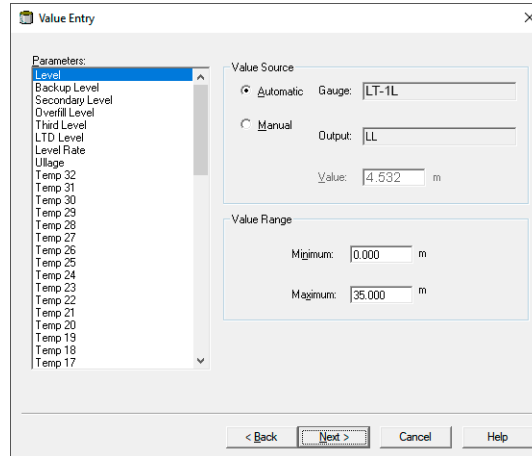 Value Entry
Parameters:
Level
Backup Level
Secondary Level
Overfill Level
Third Level
LTD Level
Level Rate
Ullage
Temp 32
Temp 31
Temp 30
Temp 29
Temp 28
Temp 27
Temp 26
Temp 25
Temp 24
Temp 23
Temp 22
Temp 21
Temp 20
Temp 19
Temp 18
Temp 17
Value Source
Automatic Gauge: LT-1L
Manual
Output: LL
Value: 4.532 m
Value Range
Minimum: 0.000 m
Maximum: 35.000 m
< Back Next > Cancel Help